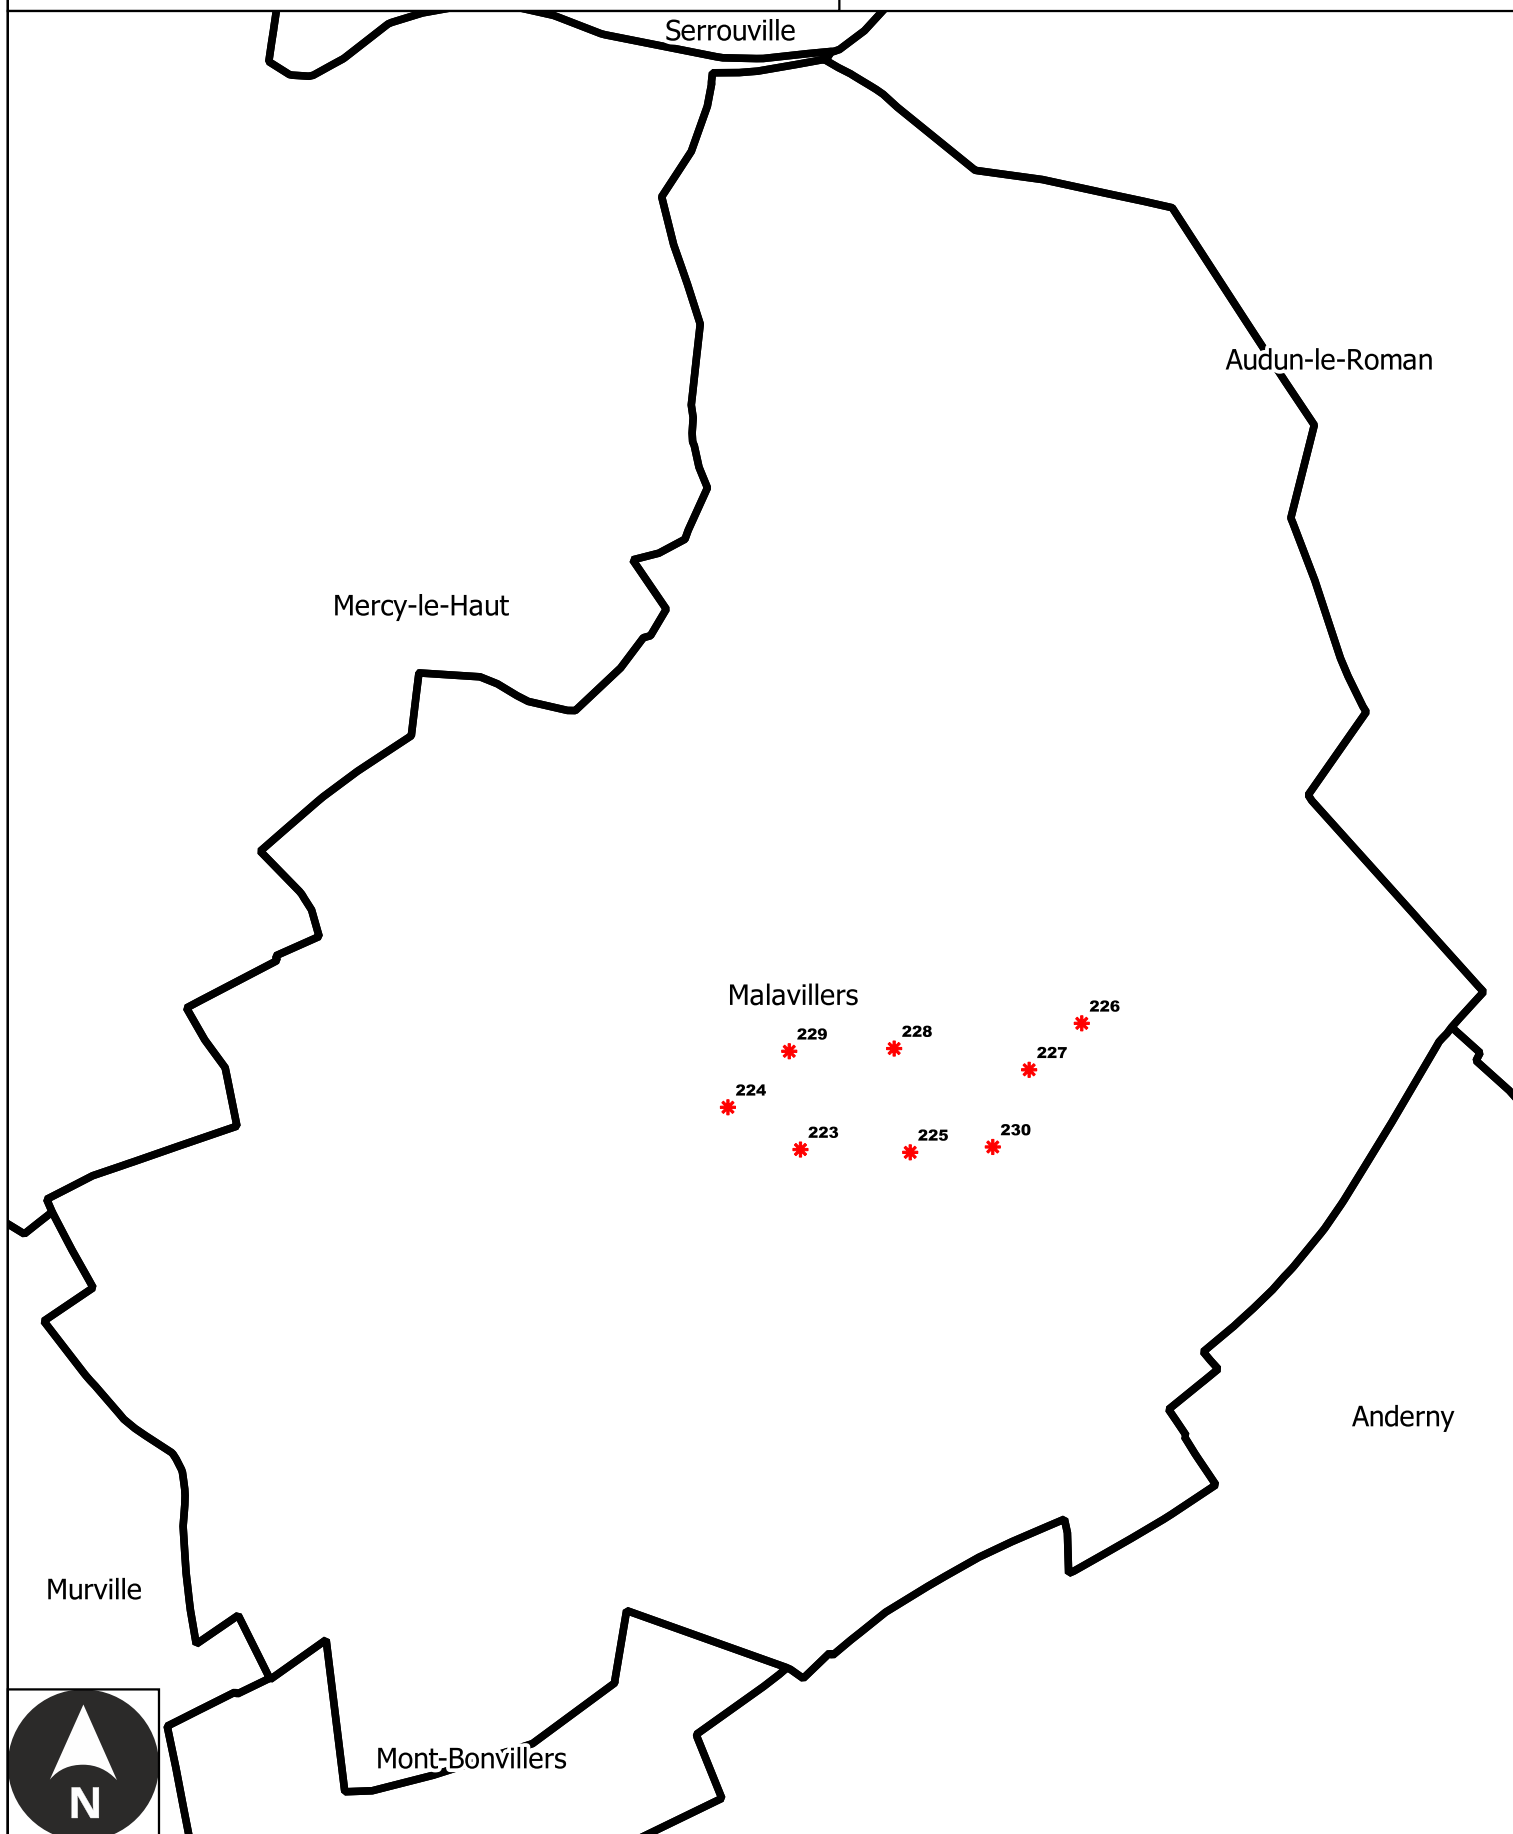 Serrouville
Audun-le-Roman
Mercy-le-Haut
Malavillers
226
229
228
227
224
223
225
230
Anderny
Murville
Mont-Bonvillers
N